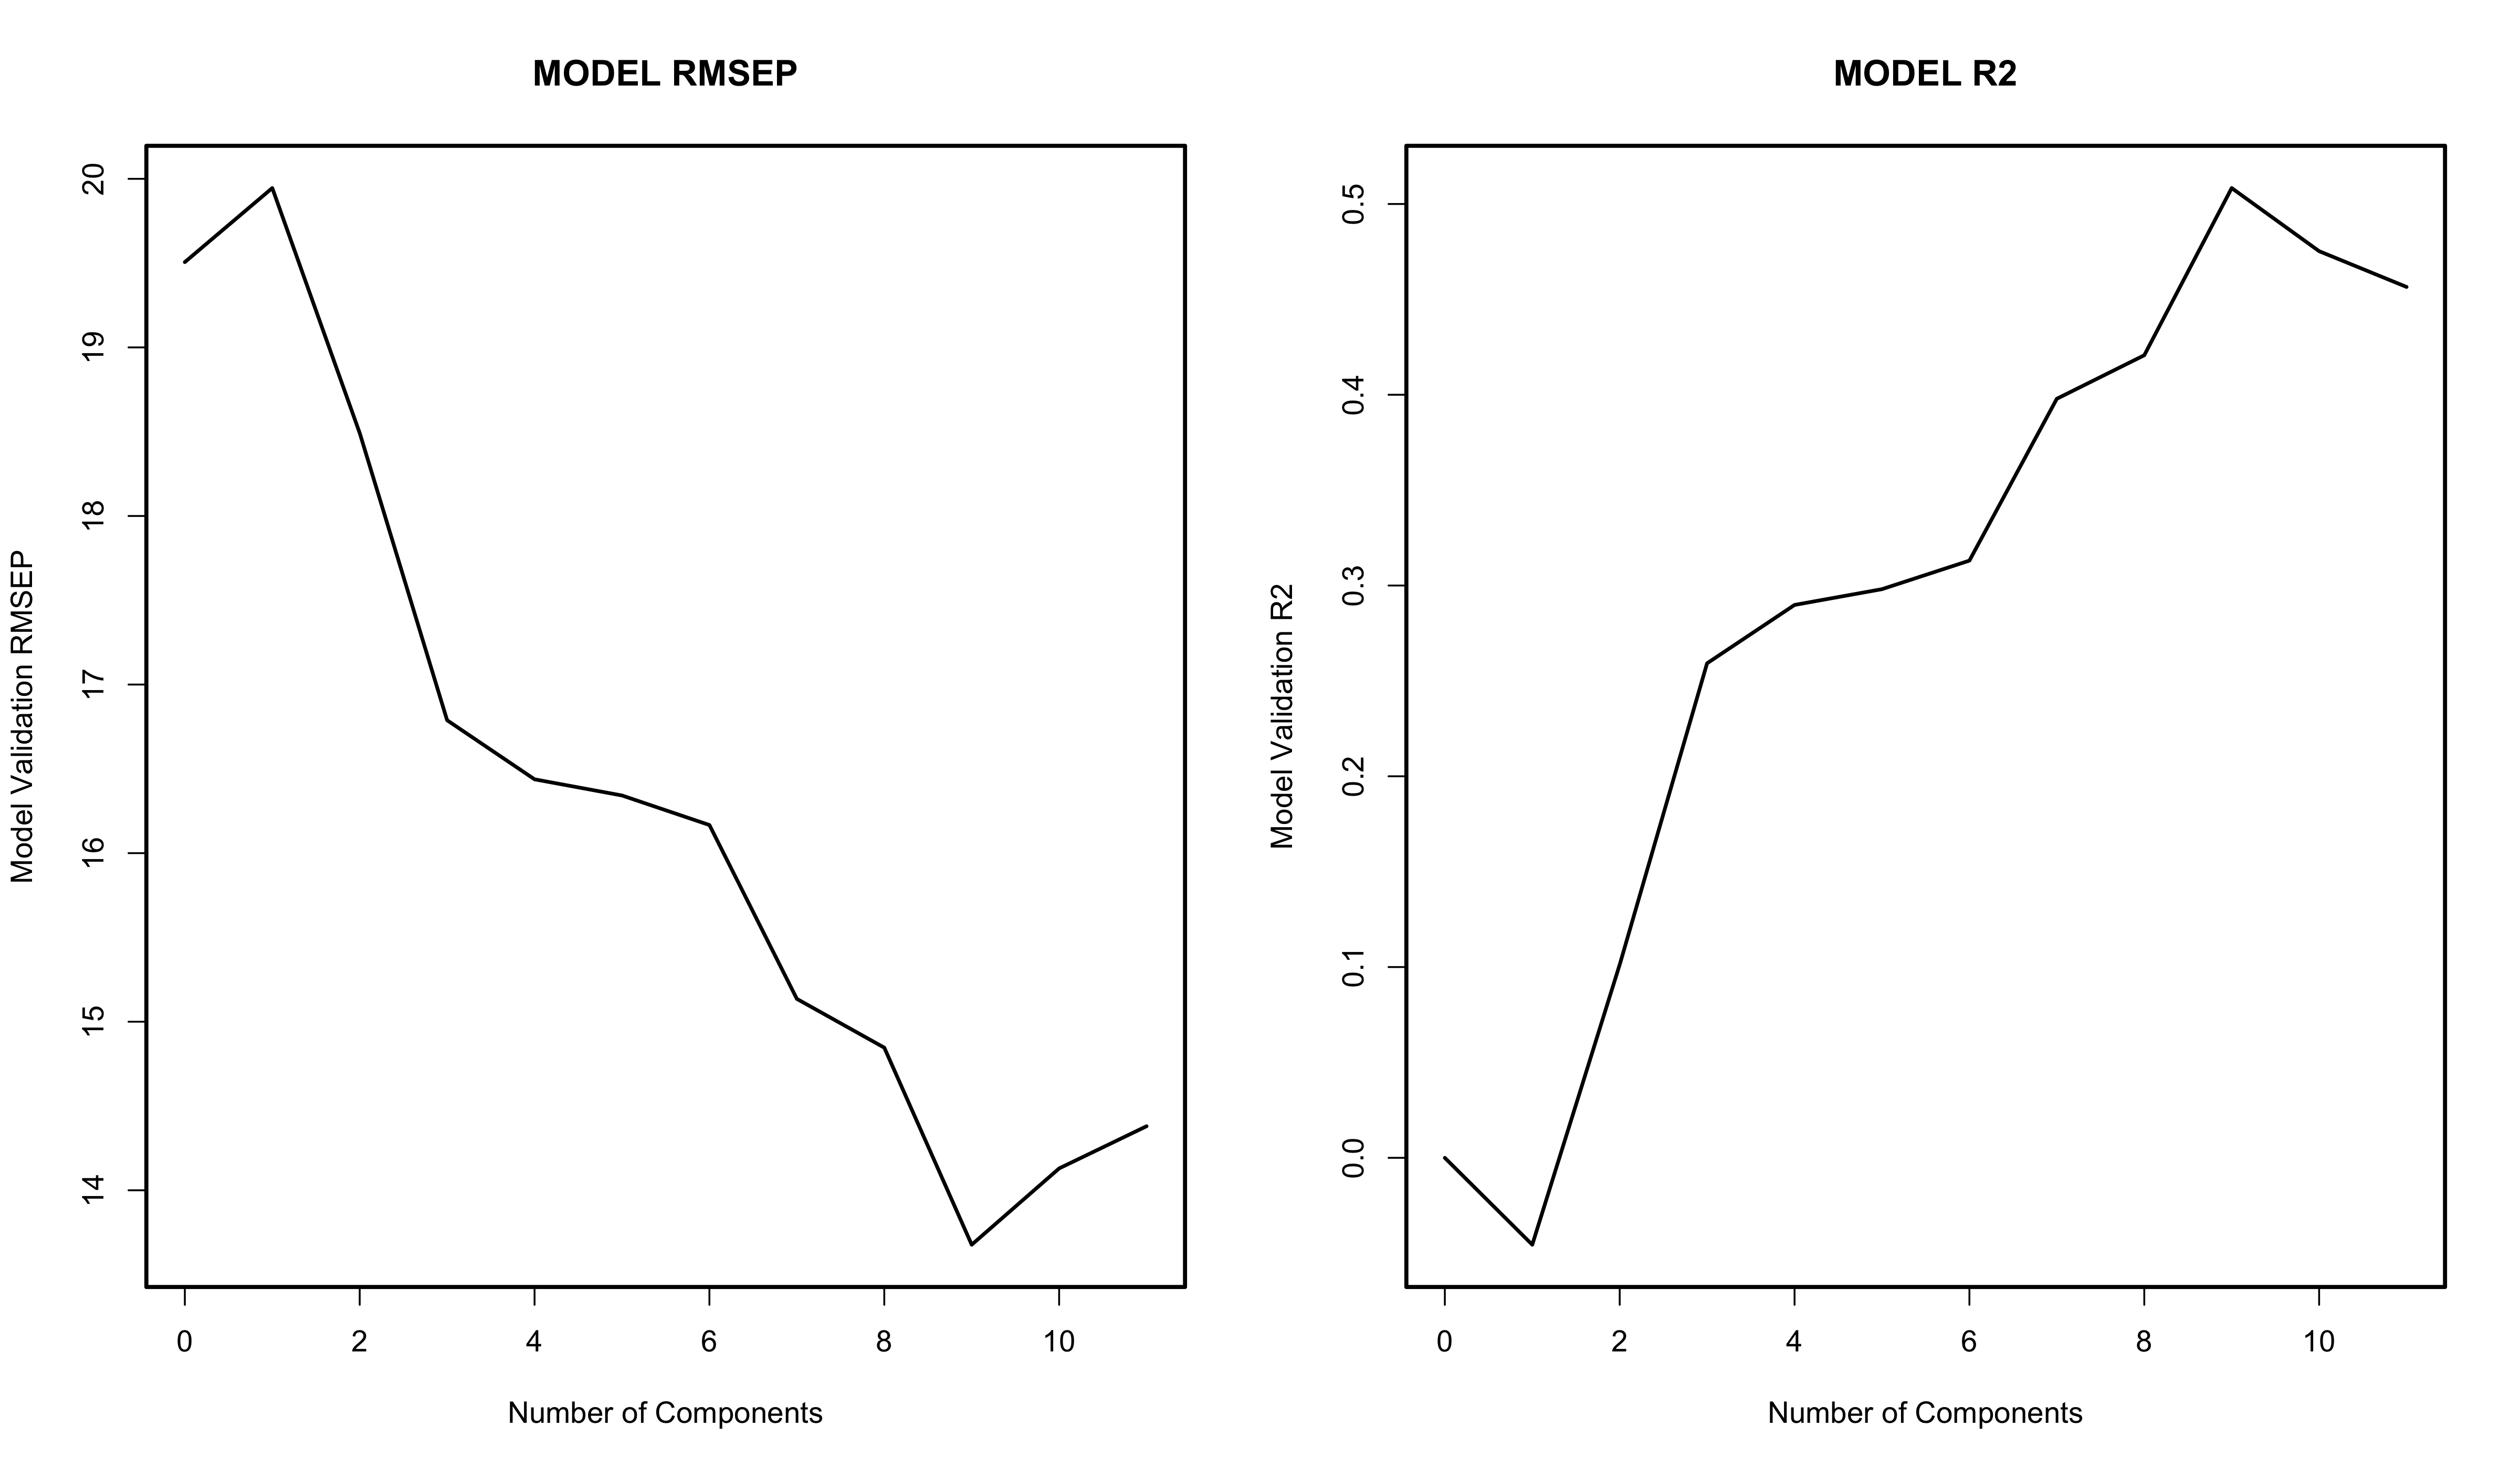 MODEL RMSEP
Model Validation RMSEP
20
19
18
17
16
15
14
0 2 4 6 8 10
Number of Components
MODEL R2
Model Validation R2
0.5
0.4
0.3
0.2
0.1
0.0
0 2 4 6 8 10
Number of Components